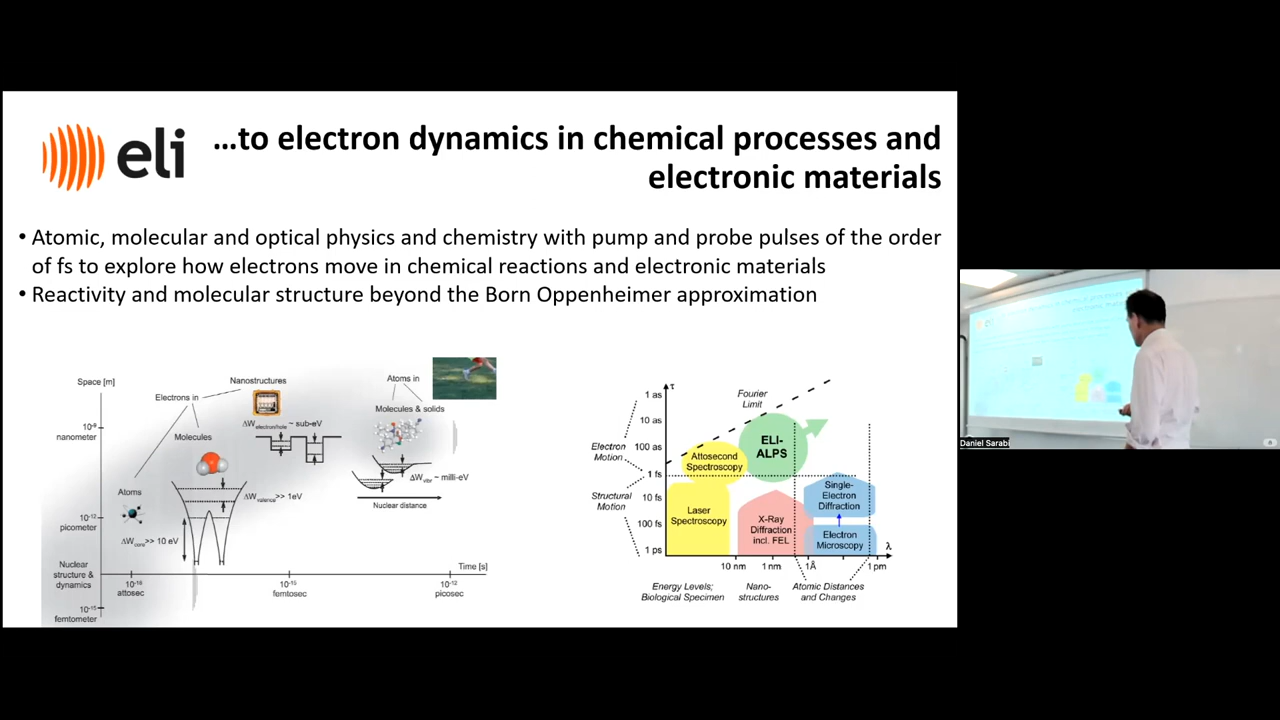 eli
...to electron dynamics in chemical processes and
electronic materials
• Atomic, molecular and optical physics and chemistry with pump and probe pulses of the order
of fs to explore how electrons move in chemical reactions and electronic materials
• Reactivity and molecular structure beyond the Born Oppenheimer approximation
Space [m]
Nanostructures
Atoms in
Electrons in
Molecules & solids
ΔWelectron/hole ~ sub-eV
10-9
nanometer
Molecules
ΔWvibr ~ milli-eV
Atoms
ΔWvalence>> 1eV
Nuclear distance
10-12
picometer
ΔWcore>> 10 eV
Nuclear
structure &
dynamics
Time [s]
10-18
attosec
10-15
femtosec
10-12
picosec
10-15
femtometer
τ
1 as
10 as
100 as
1 fs
10 fs
100 fs
1 ps
Fourier
Limit
Electron
Motion
Structural
Motion
Attosecond
Spectroscopy
ELI-
ALPS
Laser
Spectroscopy
X-Ray
Diffraction
incl. FEL
Single-
Electron
Diffraction
Electron
Microscopy
λ
10 nm
1 nm
1Å
1 pm
Energy Levels;
Biological Specimen
Nano-
structures
Atomic Distances
and Changes
Daniel Sarabi